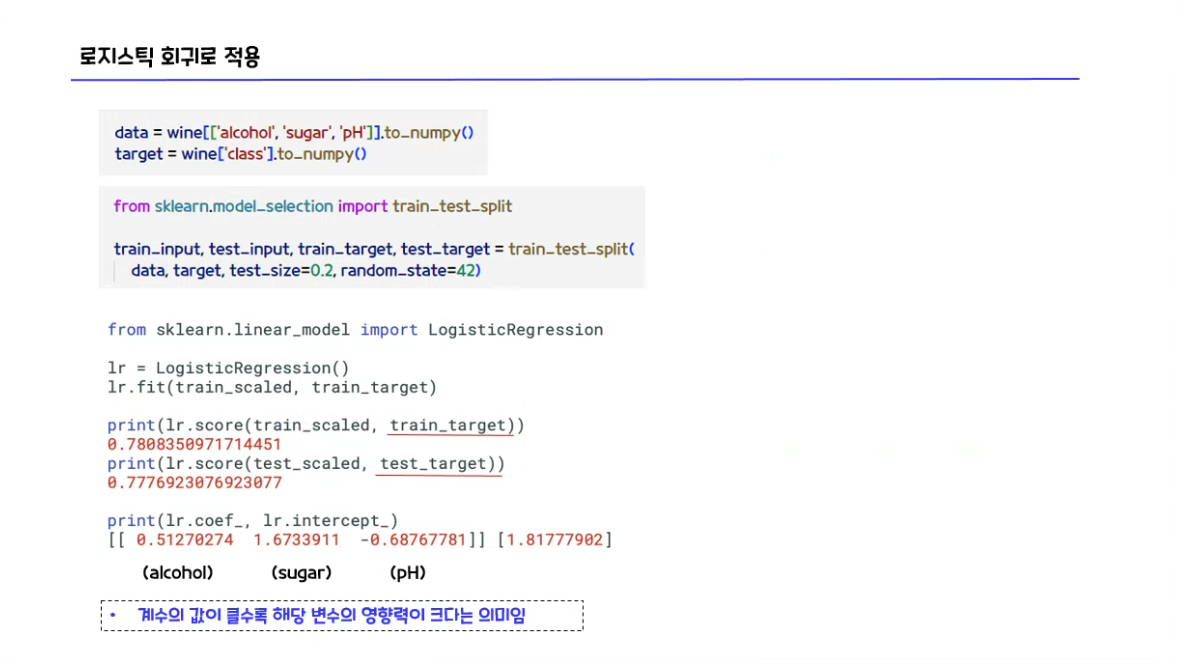 로지스틱 회귀로 적용
data = wine[['alcohol', 'sugar', 'pH']].to_numpy()
target = wine['class'].to_numpy()
from sklearn.model_selection import train_test_split
train_input, test_input, train_target, test_target = train_test_split(
data, target, test_size=0.2, random_state=42)
from sklearn.linear_model import LogisticRegression
lr = LogisticRegression()
lr.fit(train_scaled, train_target)
print(lr.score(train_scaled, train_target))
0.7808350971714451
print(lr.score(test_scaled, test_target))
0.7776923076923077
print(lr.coef_, lr.intercept_)
[[ 0.51270274 1.6733911 -0.68767781]] [1.81777902]
(alcohol) (sugar) (pH)
• 계수의 값이 클수록 해당 변수의 영향력이 크다는 의미임